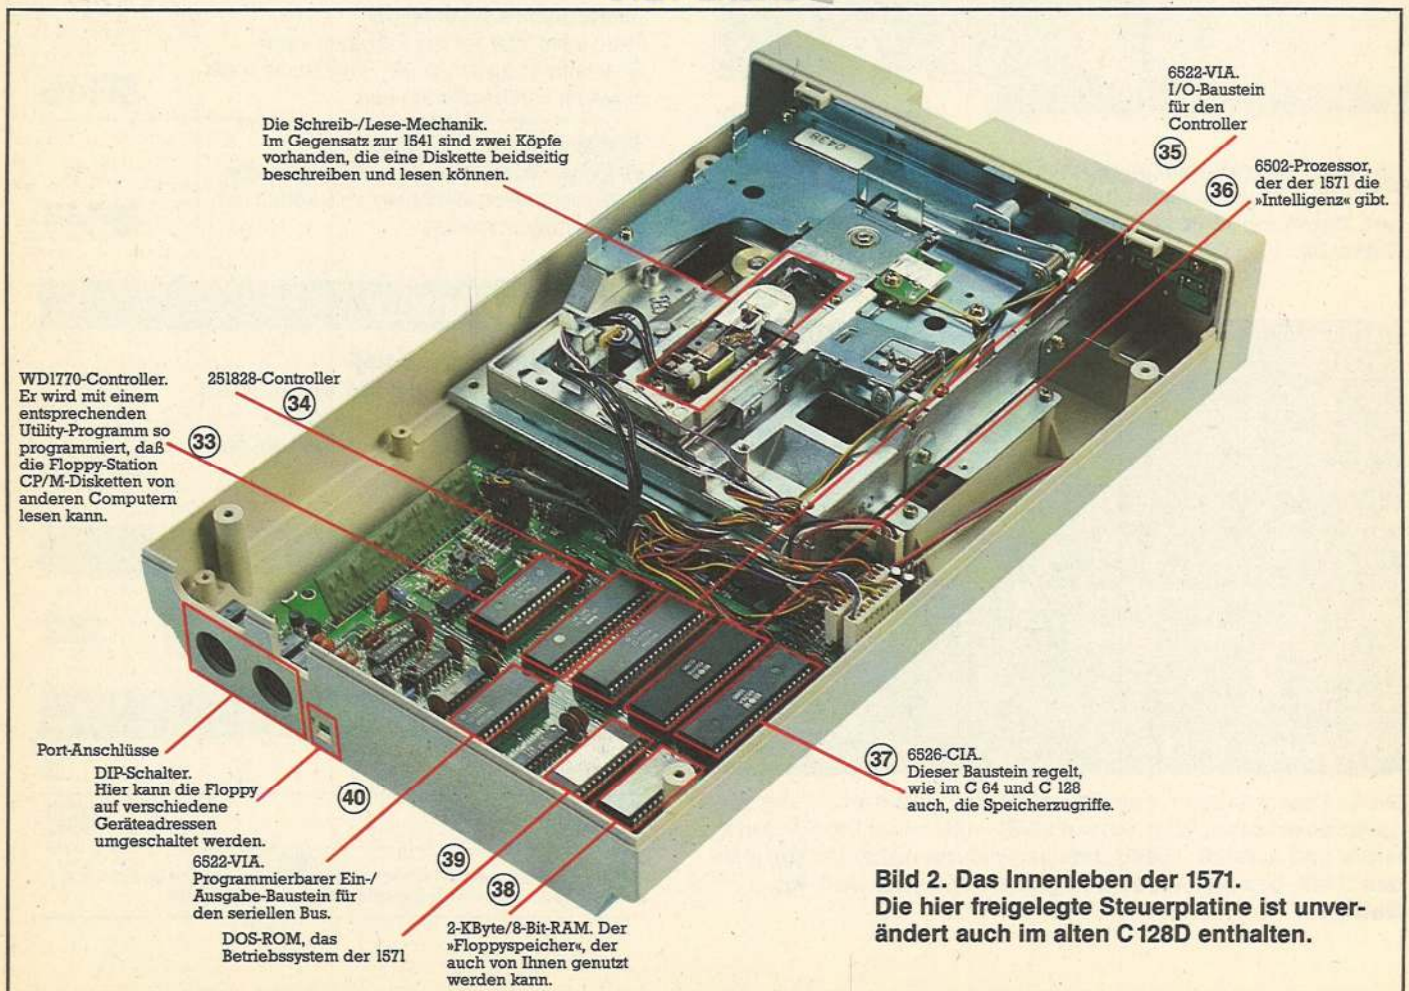 Die Schreib-/Lese-Mechanik.
Im Gegensatz zur 1541 sind zwei Köpfe
vorhanden, die eine Diskette beidseitig
beschreiben und lesen können.
6522-VIA.
I/O-Baustein
für den
Controller
35
36
6502-Prozessor,
der der 1571 die
»Intelligenz« gibt.
WD1770-Controller.
Er wird mit einem
entsprechenden
Utility-Programm so
programmiert, daß
die Floppy-Station
CP/M-Disketten von
anderen Computern
lesen kann.
33
251828-Controller
34
Port-Anschlüsse
DIP-Schalter.
Hier kann die Floppy
auf verschiedene
Geräteadressen
umgeschaltet werden.
40
6522-VIA.
Programmierbarer Ein-/
Ausgabe-Baustein für
den seriellen Bus.
39
DOS-ROM, das
Betriebssystem der 1571
38
2-KByte/8-Bit-RAM. Der
»Floppyspeicher«, der
auch von Ihnen genutzt
werden kann.
37
6526-CIA.
Dieser Baustein regelt,
wie im C 64 und C 128
auch, die Speicherzugriffe.
Bild 2. Das Innenleben der 1571.
Die hier freigelegte Steuerplatine ist unver-
ändert auch im alten C 128D enthalten.